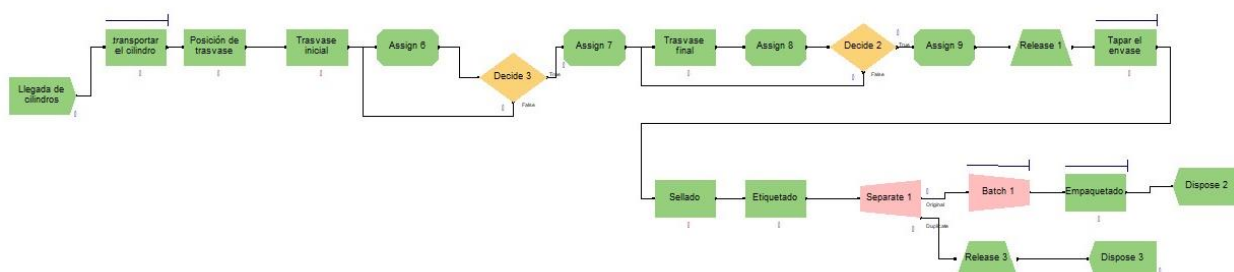 Llegada de
cilindros
transportar
el cilindro
Posición de
trasvase
Trasvase
inicial
Assign 6
Decide 3
True
False
Assign 7
Trasvase
final
Assign 8
Decide 2
True
False
Assign 9
Release 1
Tapar el
envase
Sellado
Etiquetado
Separate 1
Original
Duplicate
Batch 1
Empaquetado
Dispose 2
Release 3
Dispose 3